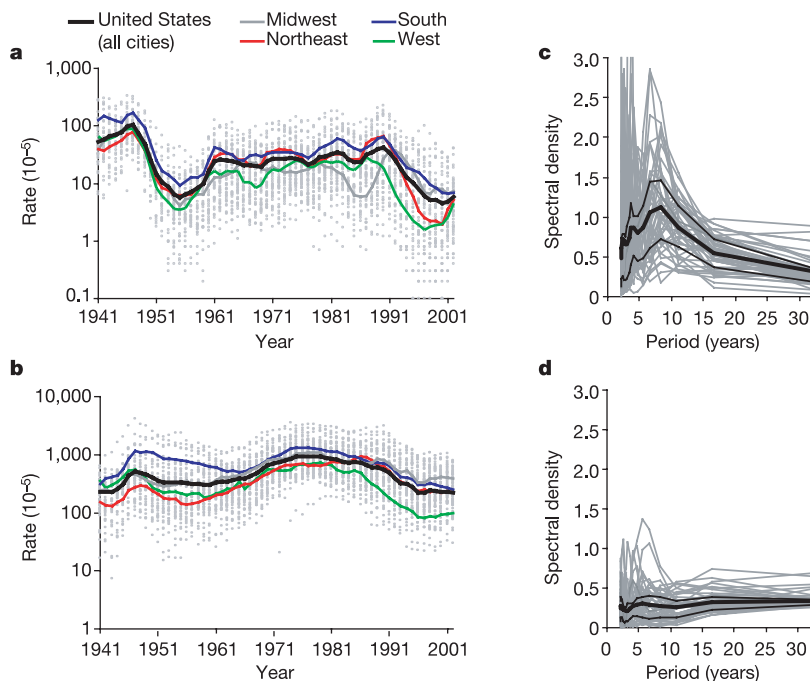 United States (all cities)
Midwest
Northeast
South
West
a
1,000
100
10
1
0.1
Rate (10–5)
1941 1951 1961 1971 1981 1991 2001
Year
b
10,000
1,000
100
10
1
Rate (10–5)
1941 1951 1961 1971 1981 1991 2001
Year
c
3.0
2.5
2.0
1.5
1.0
0.5
0
Spectral density
5 10 15 20 25 30
Period (years)
d
3.0
2.5
2.0
1.5
1.0
0.5
0
Spectral density
5 10 15 20 25 30
Period (years)